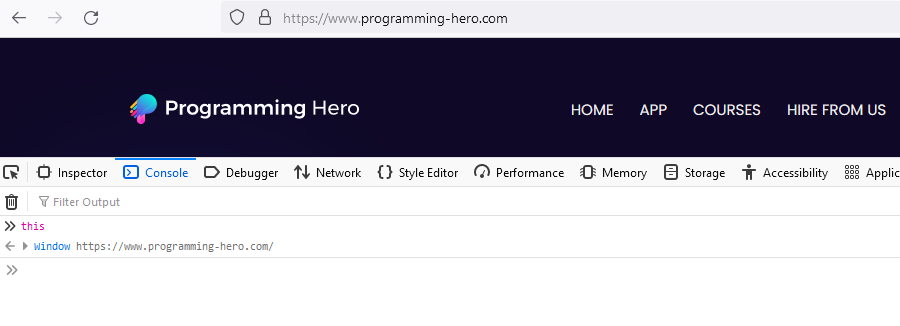 https://www.programming-hero.com
Programming Hero HOME APP COURSES HIRE FROM US
Inspector Console Debugger Network Style Editor Performance Memory Storage Accessibility Applic
Filter Output
this
Window https://www.programming-hero.com/